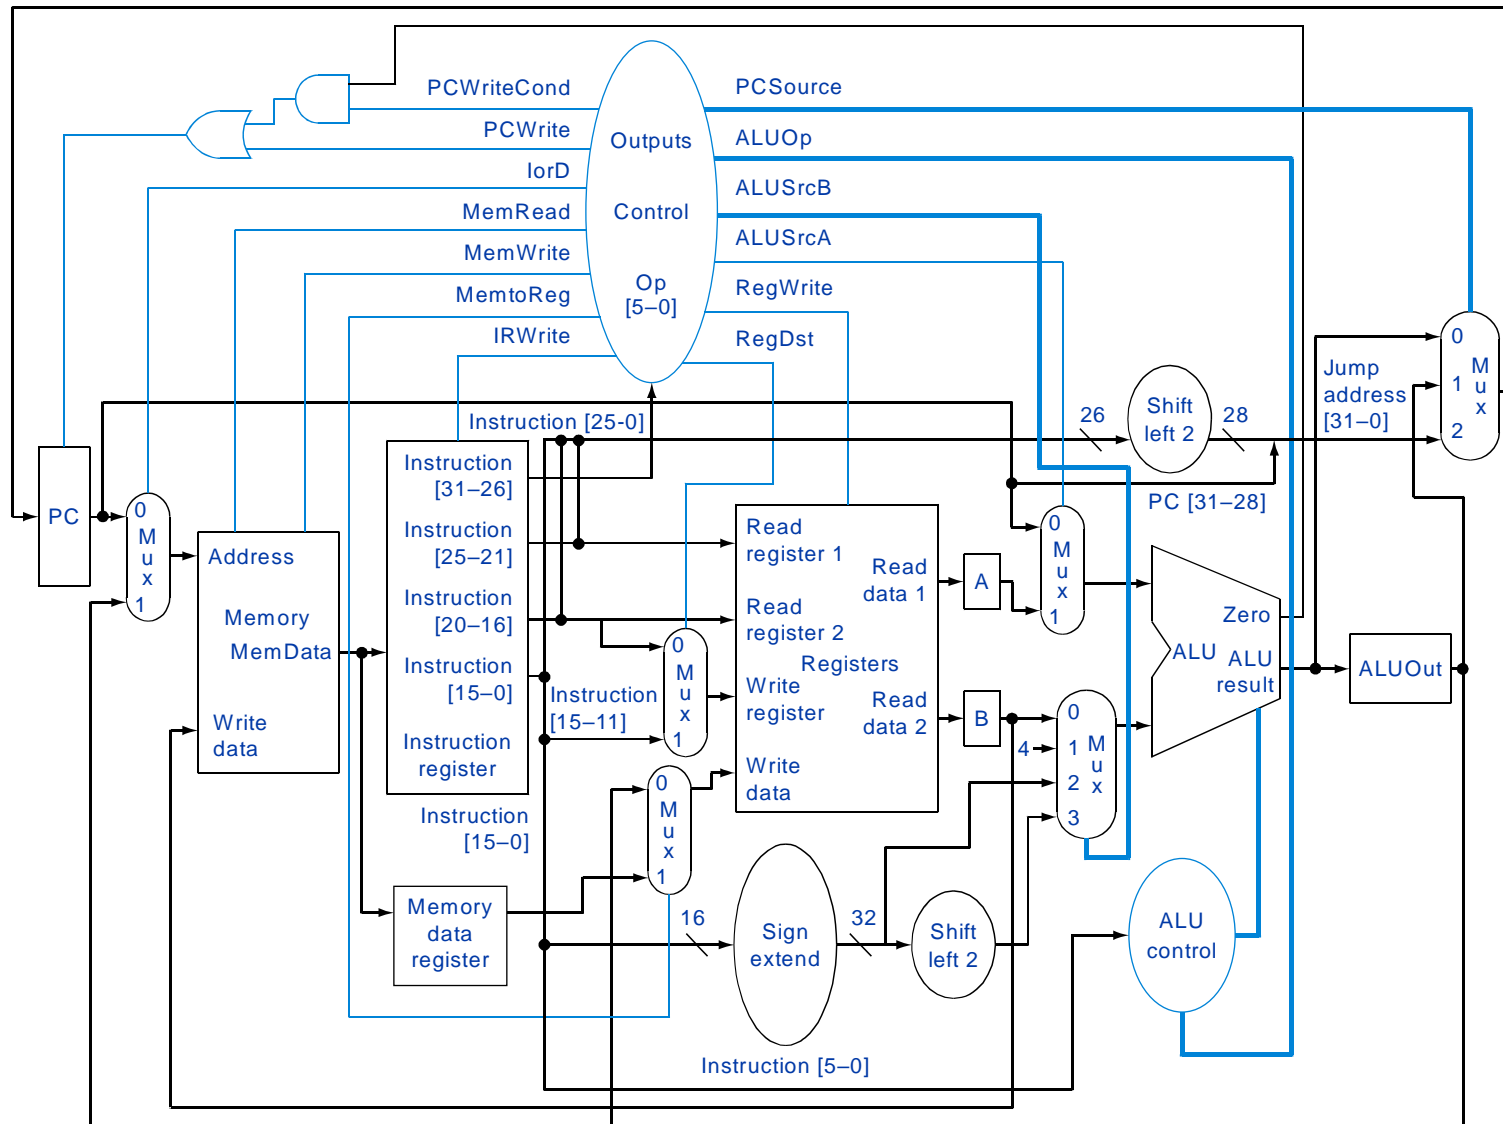 PCWriteCond
PCWrite
IorD
MemRead
MemWrite
MemtoReg
IRWrite
Outputs
Control
Op
[5–0]
PCSource
ALUOp
ALUSrcB
ALUSrcA
RegWrite
RegDst
Instruction [25-0]
26
Shift
left 2
28
Jump
address
[31–0]
0
1
2
M
u
x
PC
0
M
u
x
1
Address
Memory
MemData
Write
data
Instruction
[31–26]
Instruction
[25–21]
Instruction
[20–16]
Instruction
[15–0]
Instruction
register
Instruction
[15–0]
Instruction
[15–11]
0
M
u
x
1
0
M
u
x
1
Memory
data
register
Read
register 1
Read
register 2
Registers
Write
register
Write
data
Read
data 1
Read
data 2
A
B
PC [31–28]
0
M
u
x
1
0
1
2
3
M
u
x
4
Zero
ALU
ALU
result
ALUOut
16
Sign
extend
32
Shift
left 2
ALU
control
Instruction [5–0]